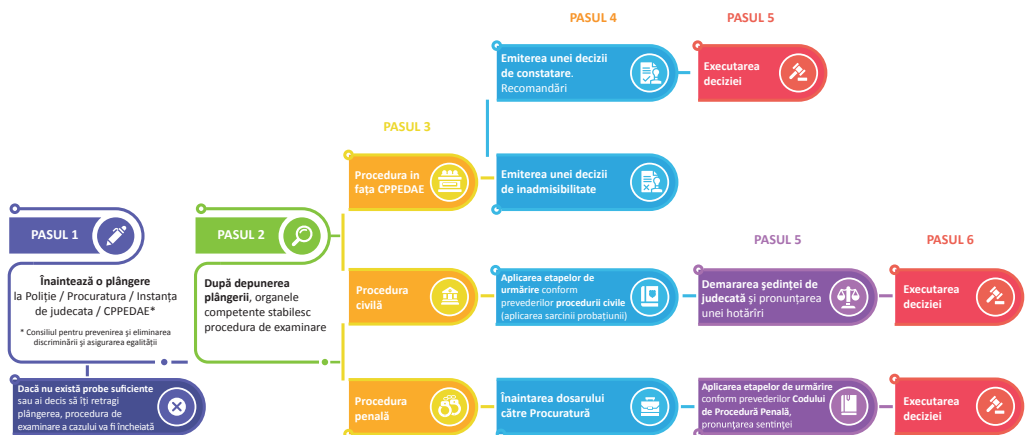 PASUL 1
Înaintează o plângere
la Poliție / Procuratura / Instanța
de judecata / CPPEDAE*
* Consiliul pentru prevenirea și eliminarea
discriminării și asigurarea egalității
Dacă nu există probe suficiente
sau ai decis să îți retragi
plângerea, procedura de
examinare a cazului va fi încheiată
PASUL 2
După depunerea
plângerii, organele
competente stabilesc
procedura de examinare
PASUL 3
Procedura in
fața CPPEDAE
PASUL 4
Emiterea unei decizii
de constatare.
Recomandări
PASUL 5
Executarea
deciziei
Emiterea unei decizii
de inadmisibilitate
Procedura
civilă
Aplicarea etapelor de
urmărire conform
prevederilor procedurii civile
(aplicarea sarcinii probațiunii)
PASUL 5
Demararea ședinței de
judecată și pronunțarea
unei hotărîri
PASUL 6
Executarea
deciziei
Procedura
penală
Înaintarea dosarului
către Procuratură
Aplicarea etapelor de urmărire
conform prevederilor Codului
de Procedură Penală,
pronunțarea sentinței
Executarea
deciziei